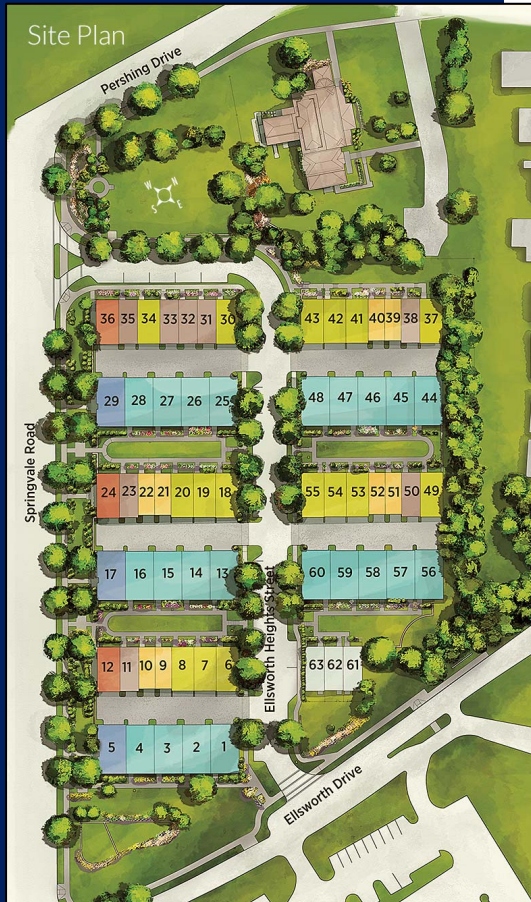 Site Plan
Pershing Drive
W N
S E
36 35 34 33 32 31 30
43 42 41 40 39 38 37
29 28 27 26 25
48 47 46 45 44
Springvale Road
24 23 22 21 20 19 18
55 54 53 52 51 50 49
17 16 15 14 13
60 59 58 57 56
Ellsworth Heights Street
12 11 10 9 8 7 6
63 62 61
5 4 3 2 1
Ellsworth Drive